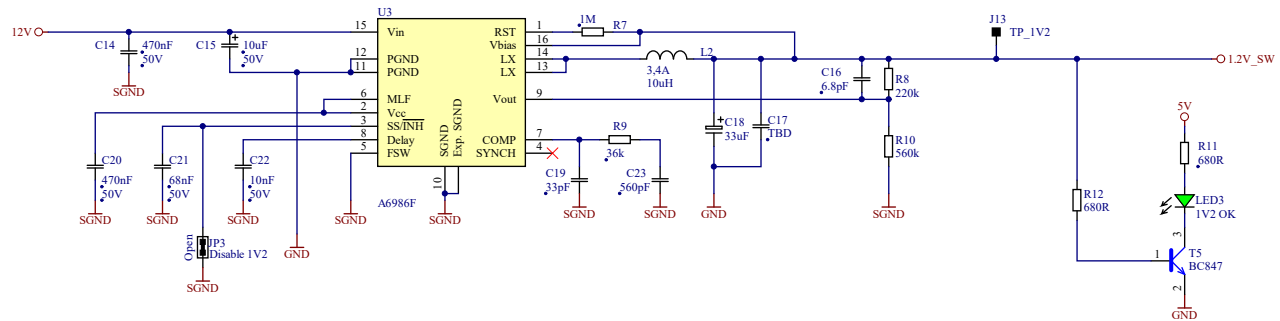 U3
12V
C14
470nF
50V
SGND
C15
10uF
50V
15
Vin
12
PGND
11
PGND
6
MLF
2
Vcc
3
SS/INH
8
Delay
5
FSW
SGND
Exp. SGND
10
SGND
A6986F
RST
1
Vbias
16
LX
14
LX
13
Vout
9
COMP
7
SYNCH
4
1M
R7
L2
3,4A
10uH
J13
TP_1V2
1.2V_SW
C16
6.8pF
R8
220k
C18
33uF
C17
TBD
GND
R10
560k
SGND
R9
36k
C19
33pF
SGND
C23
560pF
SGND
C20
470nF
50V
SGND
C21
68nF
50V
SGND
C22
10nF
50V
SGND
SGND
Open
JP3
Disable 1V2
SGND
GND
5V
R11
680R
R12
680R
LED3
1V2 OK
3
1
T5
BC847
2
GND